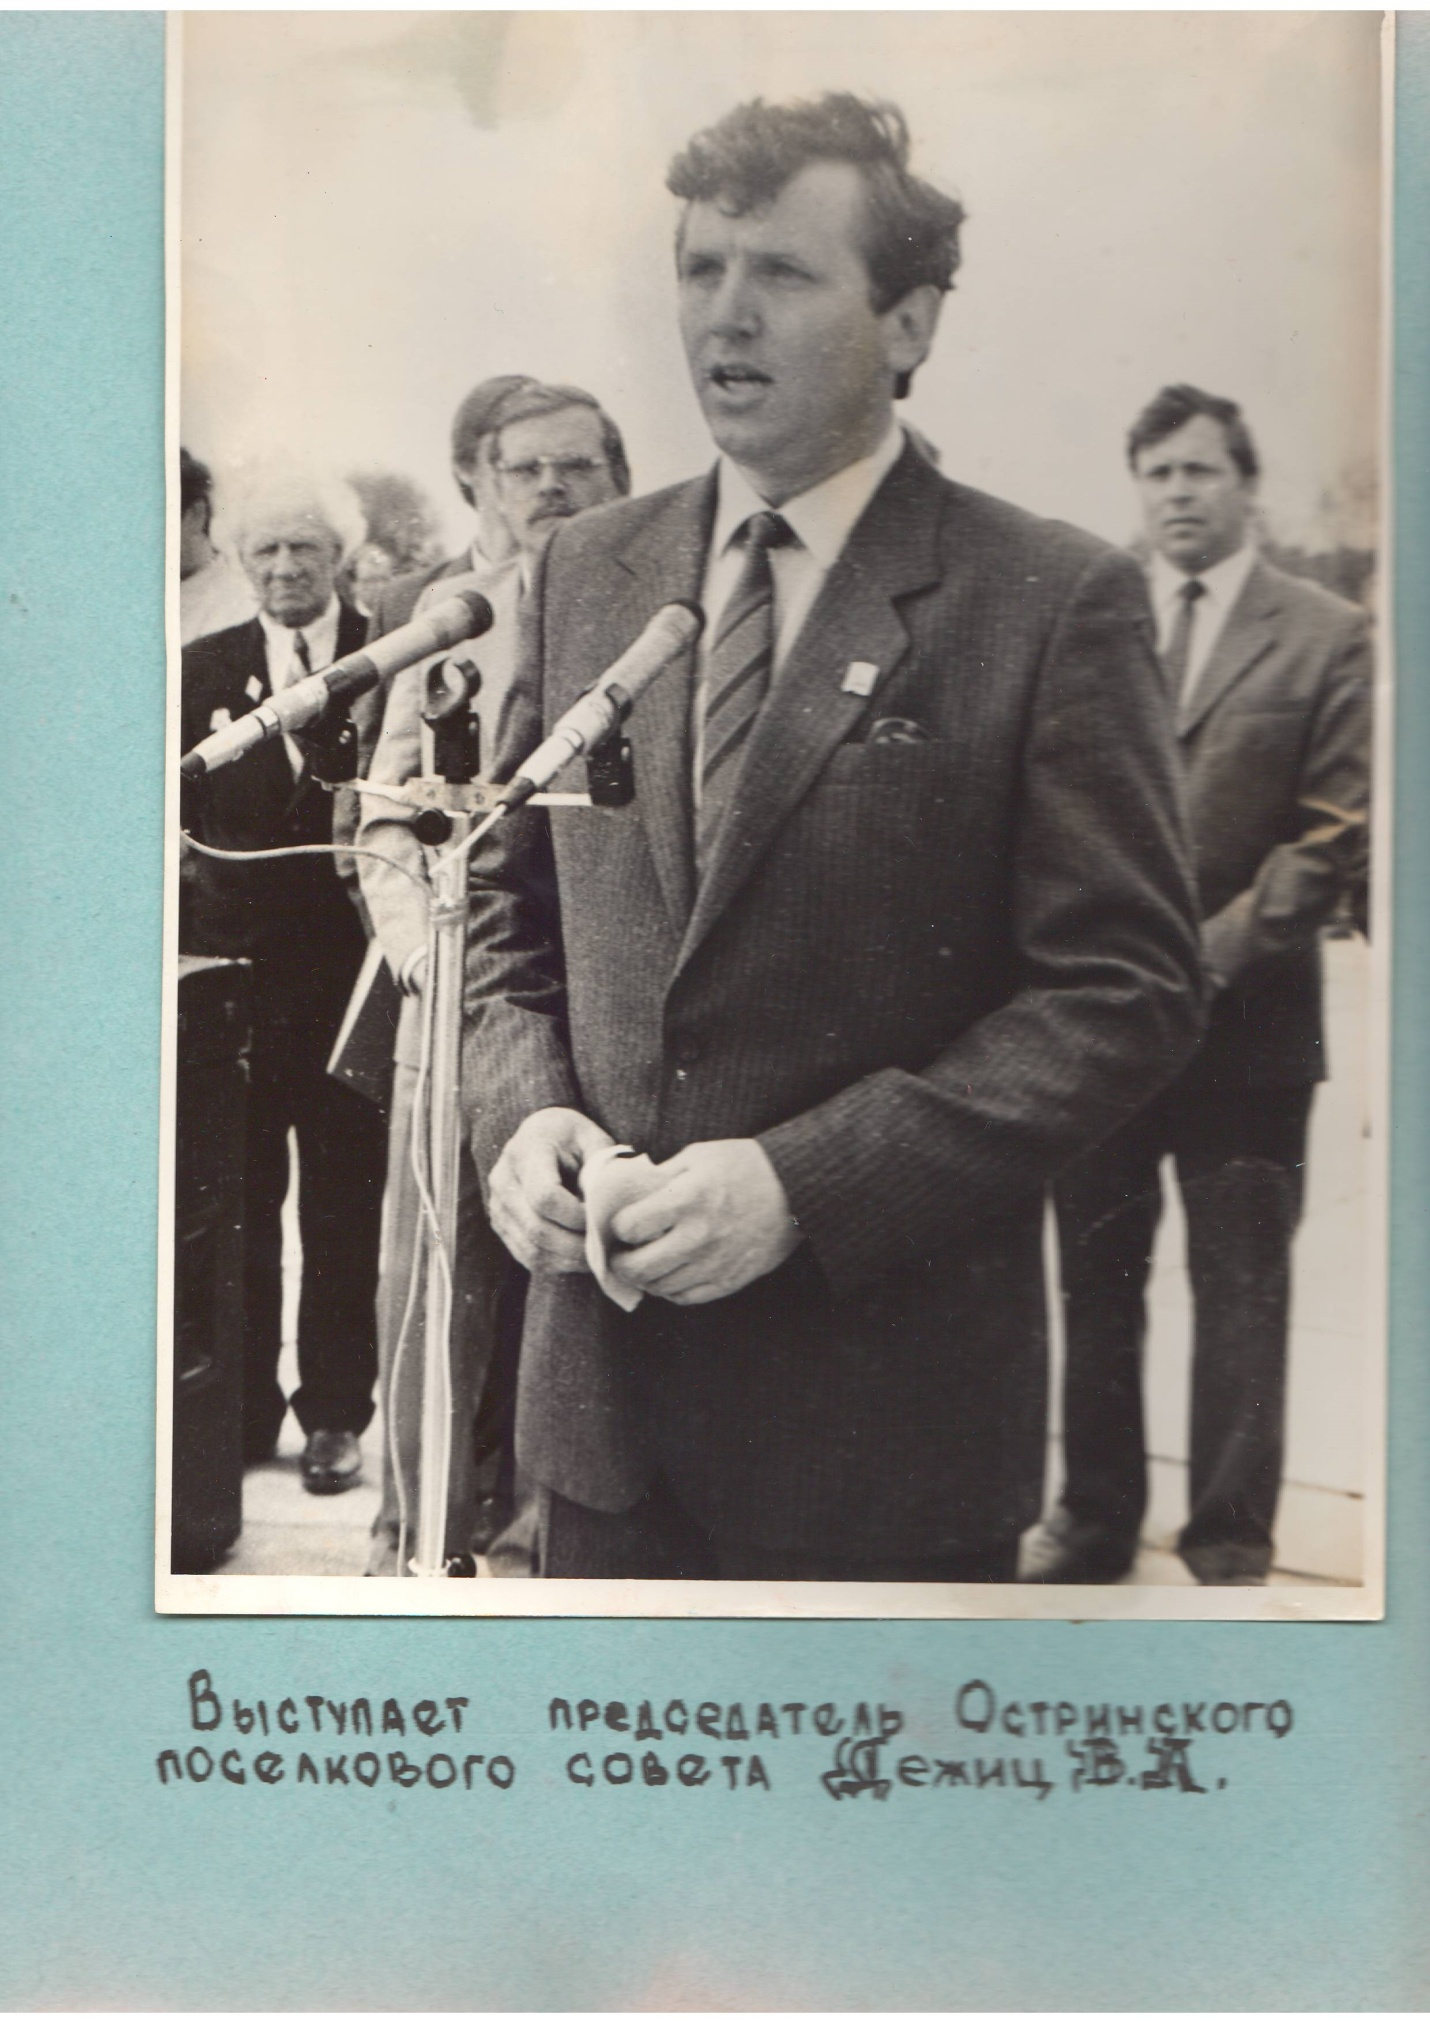 Выступает председатель Остринского
поселкового совета Дежиц В.А.